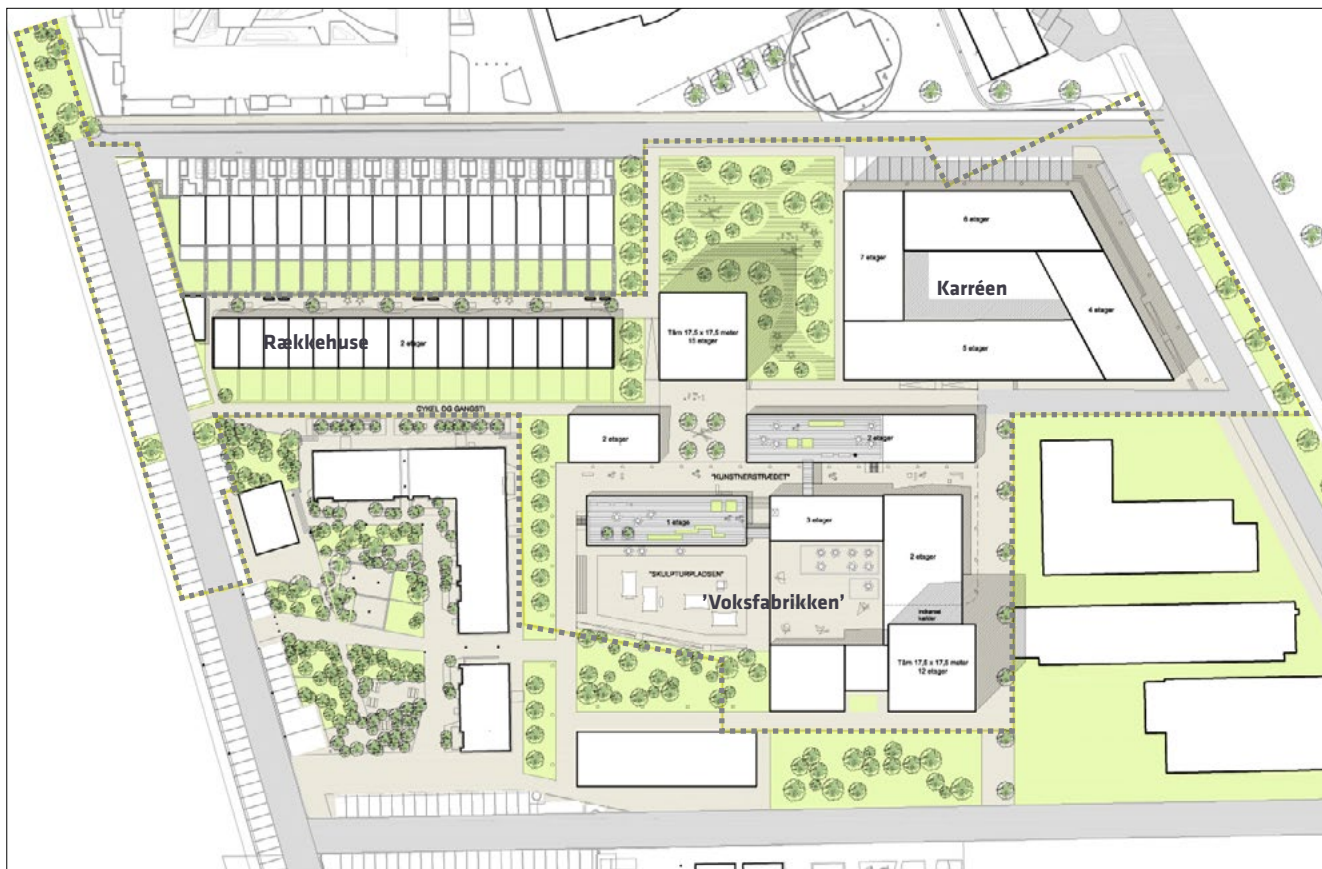 6 etager
7 etager
Karréen
4 etager
5 etager
Tårn 17,5 x 17,5 meter
15 etager
Rækkehuse
2 etager
CYKEL OG GANGSTI
2 etager
2 etager
"KUNSTNERSTRÆDET"
1 etage
3 etager
2 etager
"SKULPTURPLADSEN"
'Voksfabrikken'
kælder
Tårn 17,5 x 17,5 meter
12 etager